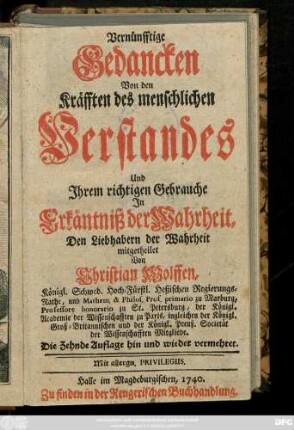 Vernünfftige
Gedancken
Von den
Kräfften des menschlichen
Verstandes
Und
Ihrem richtigen Gebrauche
In
Erkäntniß der Wahrheit,
Den Liebhabern der Wahrheit
mitgetheilet
Von
Christian Wolffen,
Königl. Schwed. Hoch-Fürstl. Heßischen Regierungs-
Rathe, und Mathem. & Philos. Prof. primario zu Marburg,
Professore honorario zu St. Petersburg, der Königl.
Academie der Wissenschafften zu Paris, ingleichen der Königl.
Groß-Britannischen und der Königl. Preuß. Societät
der Wissenschafften Mitgliede.
Die Zehnde Auflage hin und wieder vermehret.
Mit allergn. PRIVILEGIIS.
Halle im Magdeburgischen, 1740.
Zu finden in der Rengerischen Buchhandlung.